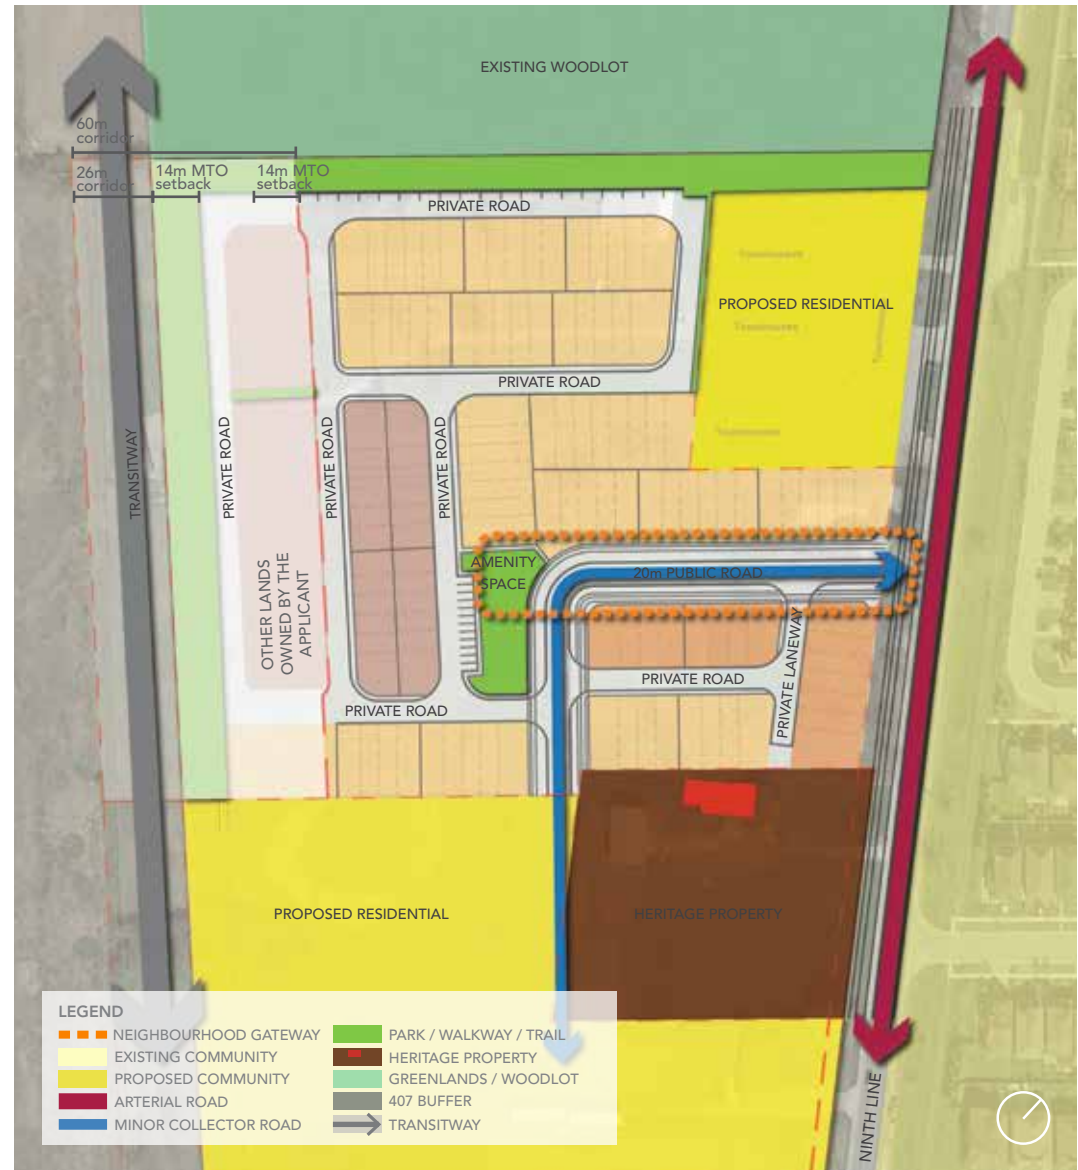 EXISTING WOODLOT
60m
corridor
26m
corridor
14m MTO
setback
14m MTO
setback
PRIVATE ROAD
PROPOSED RESIDENTIAL
PRIVATE ROAD
TRANSITWAY
PRIVATE ROAD
PRIVATE ROAD
PRIVATE ROAD
OTHER LANDS
OWNED BY THE
APPLICANT
AMENITY
SPACE
20m PUBLIC ROAD
PRIVATE LANEWAY
PRIVATE ROAD
PRIVATE ROAD
PROPOSED RESIDENTIAL
HERITAGE PROPERTY
NINTH LINE
LEGEND
NEIGHBOURHOOD GATEWAY
EXISTING COMMUNITY
PROPOSED COMMUNITY
ARTERIAL ROAD
MINOR COLLECTOR ROAD
PARK / WALKWAY / TRAIL
HERITAGE PROPERTY
GREENLANDS / WOODLOT
407 BUFFER
TRANSITWAY